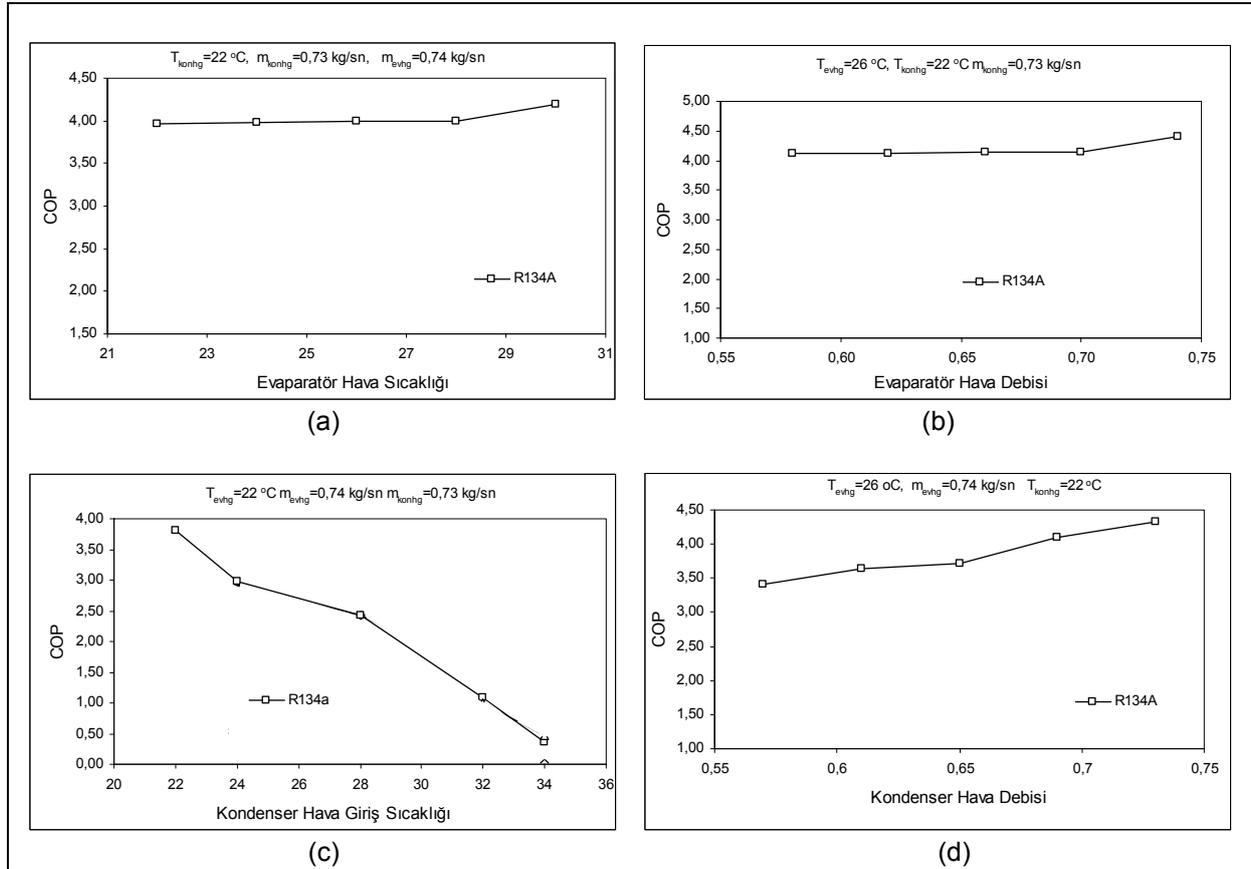 T_konhg=22 °C, m_konhg=0,73 kg/sn, m_evhg=0,74 kg/sn
4,50
4,00
3,50
3,00
2,50
2,00
1,50
COP
R134A
21 23 25 27 29 31
Evaparatör Hava Sıcaklığı
(a)
T_evhg=26 °C, T_konhg=22 °C m_konhg=0,73 kg/sn
5,00
4,50
4,00
3,50
3,00
2,50
2,00
1,50
1,00
COP
R134A
0,55 0,60 0,65 0,70 0,75
Evaparatör Hava Debisi
(b)
T_evhg=22 °C m_evhg=0,74 kg/sn m_konhg=0,73 kg/sn
4,00
3,50
3,00
2,50
2,00
1,50
1,00
0,50
0,00
COP
R134a
20 22 24 26 28 30 32 34 36
Kondenser Hava Giriş Sıcaklığı
(c)
T_evhg=26 oC, m_evhg=0,74 kg/sn T_konhg=22 °C
4,50
4,00
3,50
3,00
2,50
2,00
1,50
1,00
COP
R134A
0,55 0,6 0,65 0,7 0,75
Kondenser Hava Debisi
(d)